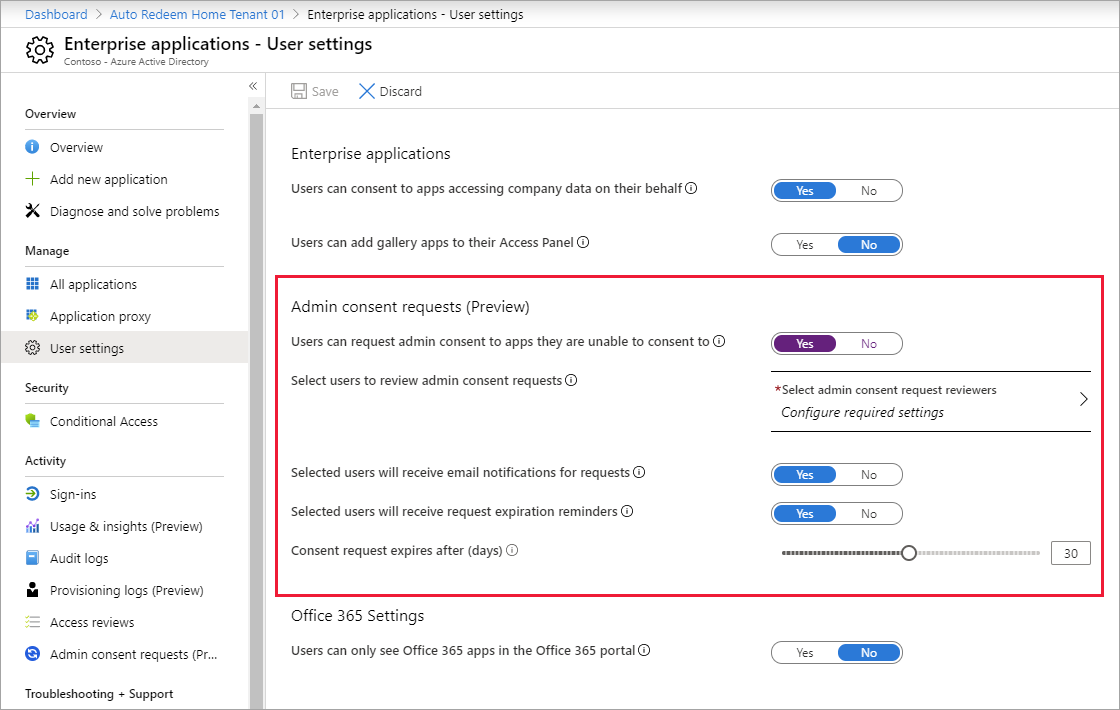 Dashboard > Auto Redeem Home Tenant 01 > Enterprise applications - User settings
Enterprise applications - User settings
Contoso - Azure Active Directory
«
Overview
Overview
Add new application
Diagnose and solve problems
Manage
All applications
Application proxy
User settings
Security
Conditional Access
Activity
Sign-ins
Usage & insights (Preview)
Audit logs
Provisioning logs (Preview)
Access reviews
Admin consent requests (Pr...
Troubleshooting + Support
Save Discard
Enterprise applications
Users can consent to apps accessing company data on their behalf Yes No
Users can add gallery apps to their Access Panel Yes No
Admin consent requests (Preview)
Users can request admin consent to apps they are unable to consent to Yes No
Select users to review admin consent requests
*Select admin consent request reviewers
Configure required settings
Selected users will receive email notifications for requests Yes No
Selected users will receive request expiration reminders Yes No
Consent request expires after (days) 30
Office 365 Settings
Users can only see Office 365 apps in the Office 365 portal Yes No